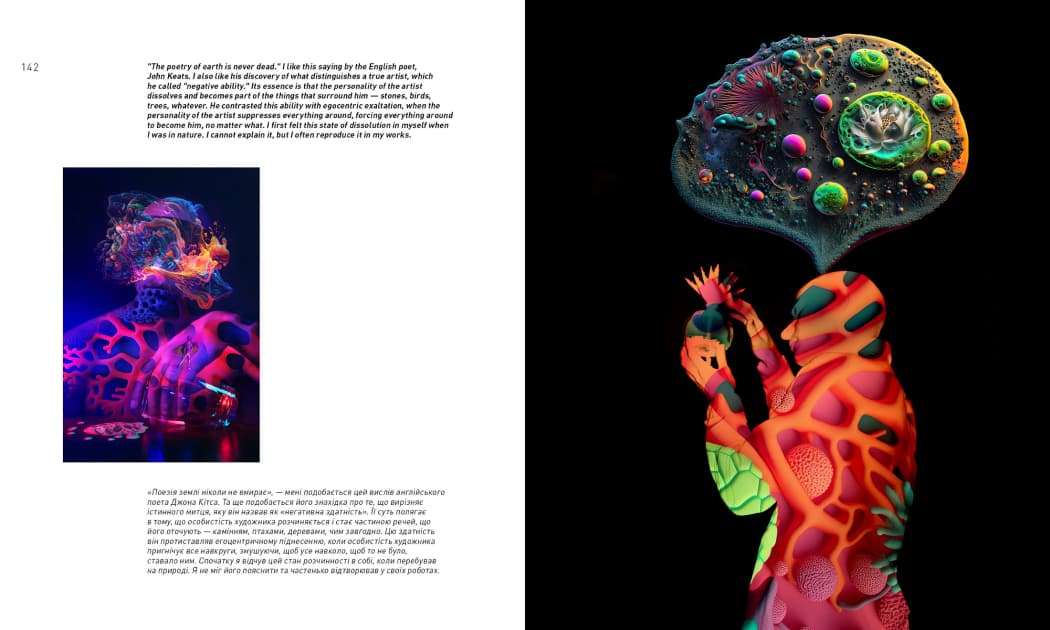 142
"The poetry of earth is never dead." I like this saying by the English poet,
John Keats. I also like his discovery of what distinguishes a true artist, which
he called "negative ability." Its essence is that the personality of the artist
dissolves and becomes part of the things that surround him — stones, birds,
trees, whatever. He contrasted this ability with egocentric exaltation, when the
personality of the artist suppresses everything around, forcing everything around
to become him, no matter what. I first felt this state of dissolution in myself when
I was in nature. I cannot explain it, but I often reproduce it in my works.
«Поезія землі ніколи не вмирає», — мені подобається цей вислів англійського
поета Джона Кітса. Та ще подобається його знахідка про те, що вирізняє
істинного митця, яку він назвав як «негативна здатність». Її суть полягає
в тому, що особистість художника розчиняється і стає частиною речей, що
його оточують — камінням, птахами, деревами, чим завгодно. Цю здатність
він протиставляв егоцентричному піднесенню, коли особистість художника
пригнічує все навкруги, змушуючи, щоб усе навколо, щоб то не було,
ставало ним. Спочатку я відчув цей стан розчинності в собі, коли перебував
на природі. Я не міг його пояснити та частенько відтворював у своїх роботах.